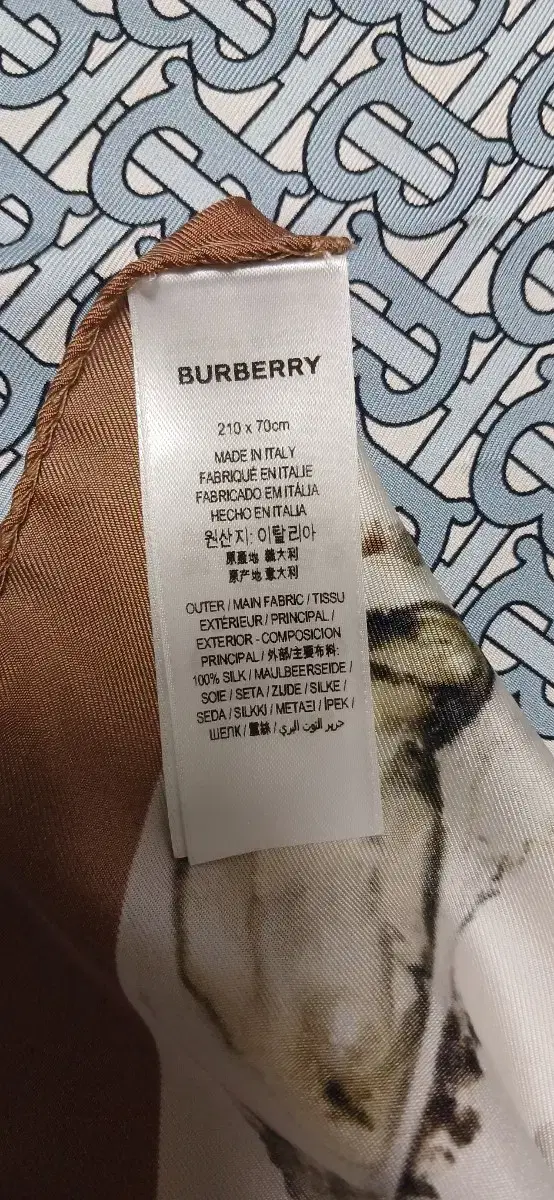 BURBERRY
210 x 70cm
MADE IN ITALY
FABRIQUÉ EN ITALIE
FABRICADO EM ITÁLIA
HECHO EN ITALIA
원산지: 이탈리아
原產地 義大利
原产地 意大利
OUTER / MAIN FABRIC / TISSU
EXTÉRIEUR / PRINCIPAL /
EXTERIOR - COMPOSICION
PRINCIPAL / 外部/主要布料:
100% SILK / MAULBEERSEIDE /
SOIE / SETA / ZIJDE / SILKE /
SEDA / SILKKI / ΜΕΤΑΞΙ / İPEK /
ШЕЛК / 蠶絲 / حرير التوت البري